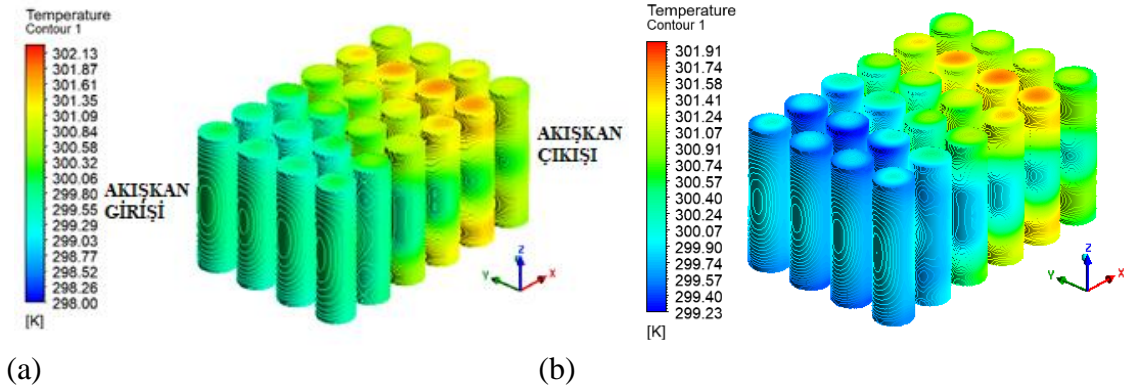 Temperature
Contour 1
302.13
301.87
301.61
301.35
301.09
300.84
300.58
300.32
300.06
299.80
299.55
299.29
299.03
298.77
298.52
298.26
298.00
[K]
AKIŞKAN
GİRİŞİ
AKIŞKAN
ÇIKIŞI
Z
Y
X
(a)
Temperature
Contour 1
301.91
301.74
301.58
301.41
301.07
300.91
300.74
300.57
300.24
300.07
299.90
299.74
299.57
299.40
299.23
[K]
Z
Y
X
(b)